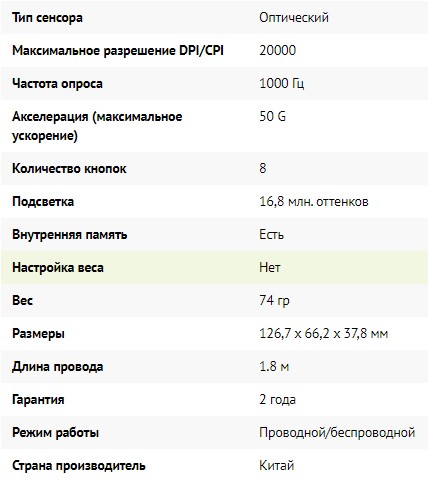 Тип сенсора Оптический
Максимальное разрешение DPI/CPI 20000
Частота опроса 1000 Гц
Акселерация (максимальное 50 G
ускорение)
Количество кнопок 8
Подсветка 16,8 млн. оттенков
Внутренняя память Есть
Настройка веса Нет
Вес 74 гр
Размеры 126,7 x 66,2 x 37,8 мм
Длина провода 1.8 м
Гарантия 2 года
Режим работы Проводной/беспроводной
Страна производитель Китай